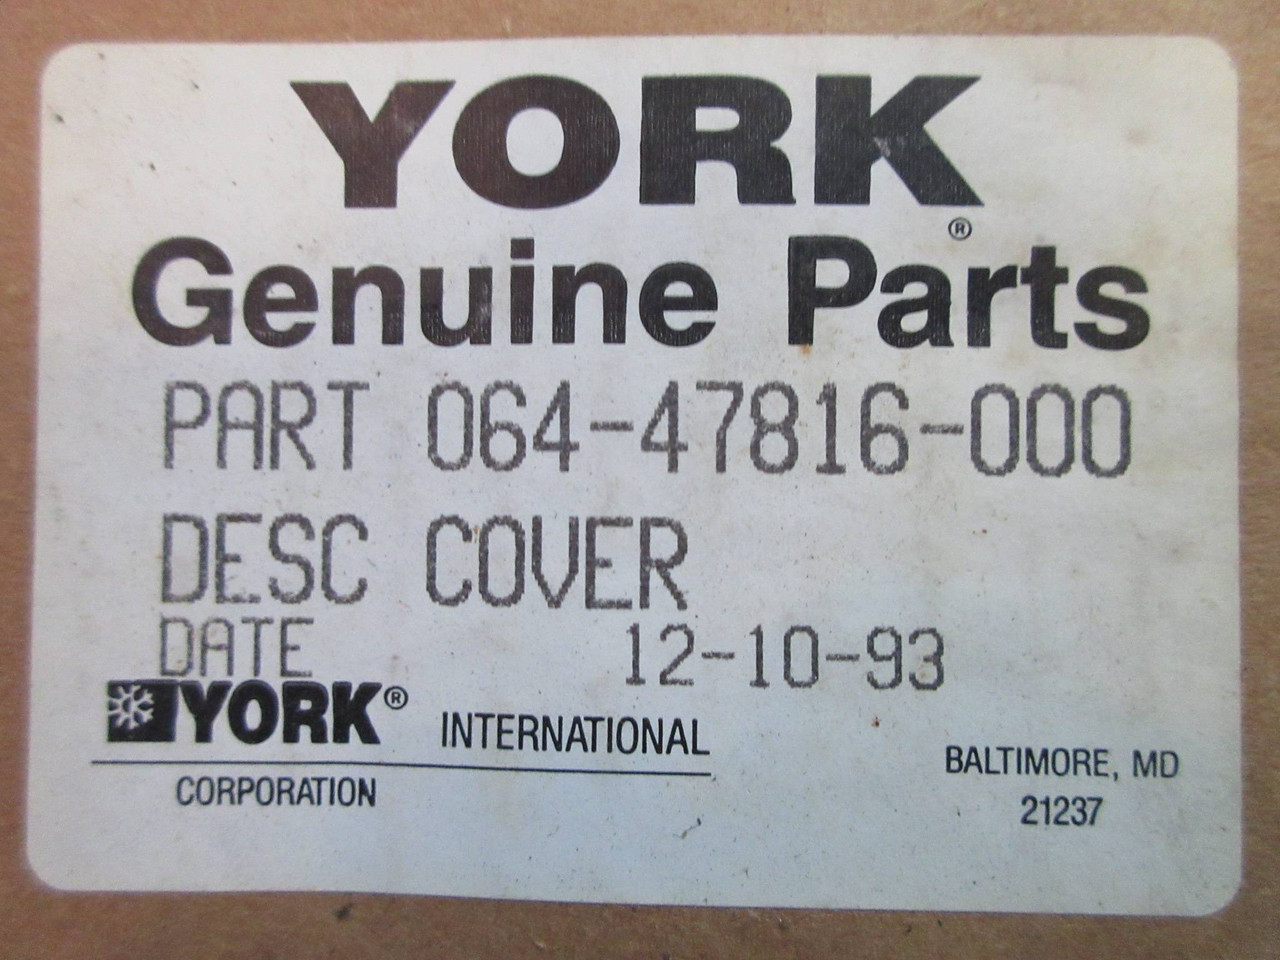 YORK®
Genuine Parts
PART 064-47816-000
DESC COVER
DATE 12-10-93
YORK® INTERNATIONAL
CORPORATION
BALTIMORE, MD
21237